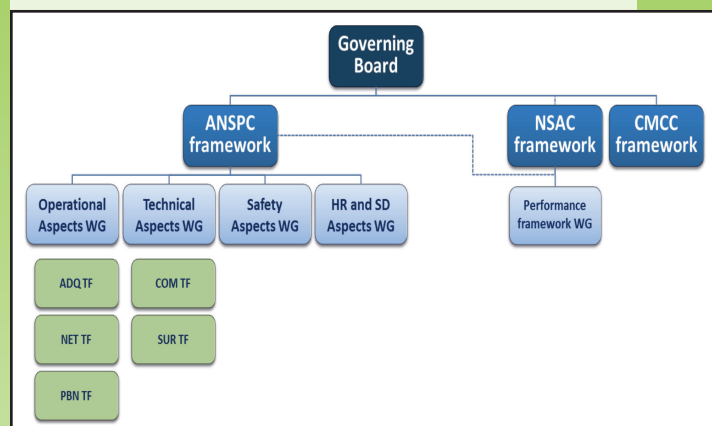 Governing
Board
ANSPC
framework
NSAC
framework
CMCC
framework
Operational
Aspects WG
Technical
Aspects WG
Safety
Aspects WG
HR and SD
Aspects WG
Performance
framework WG
ADQ TF
COM TF
NET TF
SUR TF
PBN TF